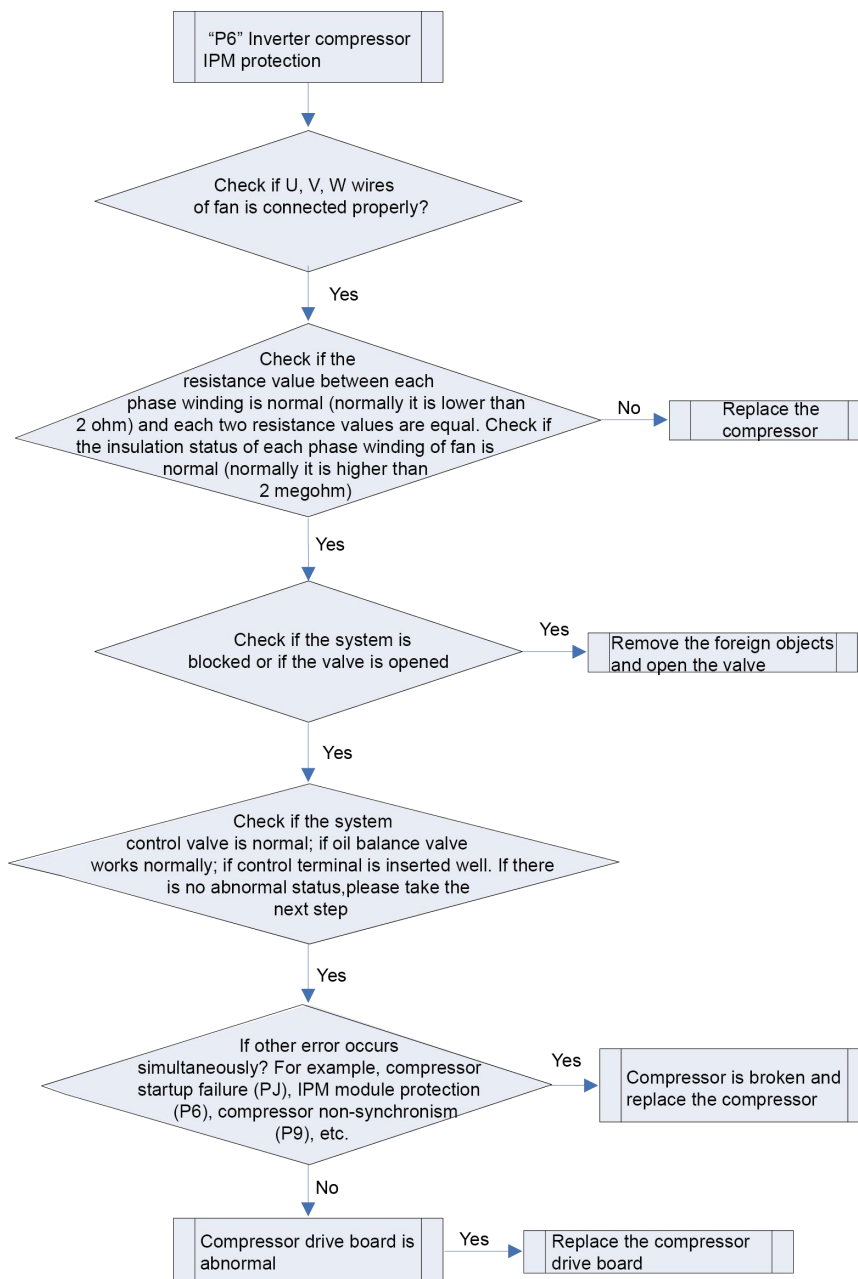 “P6” Inverter compressor
IPM protection
Check if U, V, W wires
of fan is connected properly?
Yes
Check if the
resistance value between each
phase winding is normal (normally it is lower than
2 ohm) and each two resistance values are equal. Check if
the insulation status of each phase winding of fan is
normal (normally it is higher than
2 megohm)
No
Replace the
compressor
Yes
Check if the system is
blocked or if the valve is opened
Yes
Remove the foreign objects
and open the valve
Yes
Check if the system
control valve is normal; if oil balance valve
works normally; if control terminal is inserted well. If there
is no abnormal status,please take the
next step
Yes
If other error occurs
simultaneously? For example, compressor
startup failure (PJ), IPM module protection
(P6), compressor non-synchronism
(P9), etc.
Yes
Compressor is broken and
replace the compressor
No
Compressor drive board is
abnormal
Yes
Replace the compressor
drive board